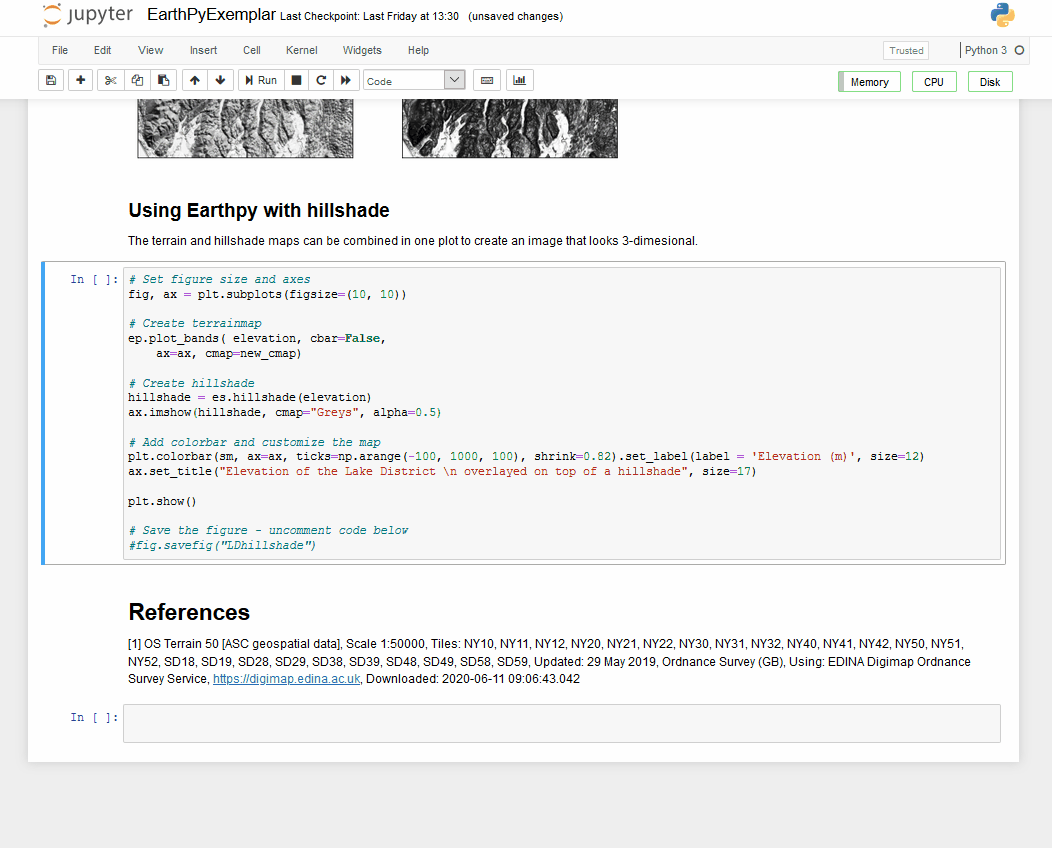 jupyter EarthPyExemplar Last Checkpoint: Last Friday at 13:30 (unsaved changes)
File Edit View Insert Cell Kernel Widgets Help Trusted Python 3
Run Code Memory CPU Disk
Using Earthpy with hillshade
The terrain and hillshade maps can be combined in one plot to create an image that looks 3-dimesional.
In [ ]: # Set figure size and axes
fig, ax = plt.subplots(figsize=(10, 10))
# Create terrainmap
ep.plot_bands( elevation, cbar=False,
    ax=ax, cmap=new_cmap)
# Create hillshade
hillshade = es.hillshade(elevation)
ax.imshow(hillshade, cmap="Greys", alpha=0.5)
# Add colorbar and customize the map
plt.colorbar(sm, ax=ax, ticks=np.arange(-100, 1000, 100), shrink=0.82).set_label(label = 'Elevation (m)', size=12)
ax.set_title("Elevation of the Lake District \n overlayed on top of a hillshade", size=17)
plt.show()
# Save the figure - uncomment code below
#fig.savefig("LDhillshade")
References
[1] OS Terrain 50 [ASC geospatial data], Scale 1:50000, Tiles: NY10, NY11, NY12, NY20, NY21, NY22, NY30, NY31, NY32, NY40, NY41, NY42, NY50, NY51,
NY52, SD18, SD19, SD28, SD29, SD38, SD39, SD48, SD49, SD58, SD59, Updated: 29 May 2019, Ordnance Survey (GB), Using: EDINA Digimap Ordnance
Survey Service, https://digimap.edina.ac.uk, Downloaded: 2020-06-11 09:06:43.042
In [ ]: